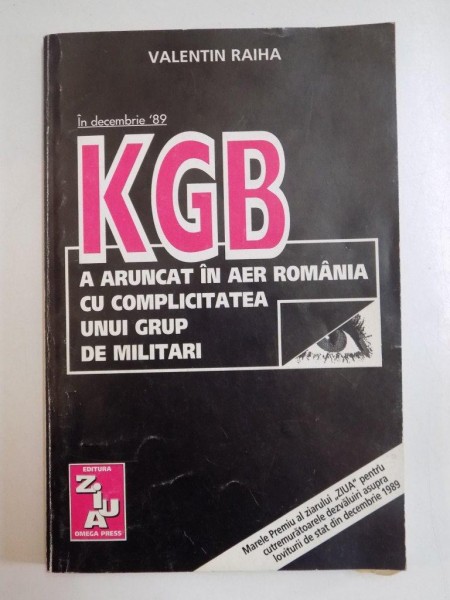 VALENTIN RAIHA
În decembrie '89
KGB
A ARUNCAT ÎN AER ROMÂNIA
CU COMPLICITATEA
UNUI GRUP
DE MILITARI
EDITURA
ZIUA
OMEGA PRESS
Marele Premiu al ziarului „ZIUA" pentru
cutremurătoarele dezvăluiri asupra
loviturii de stat din decembrie 1989